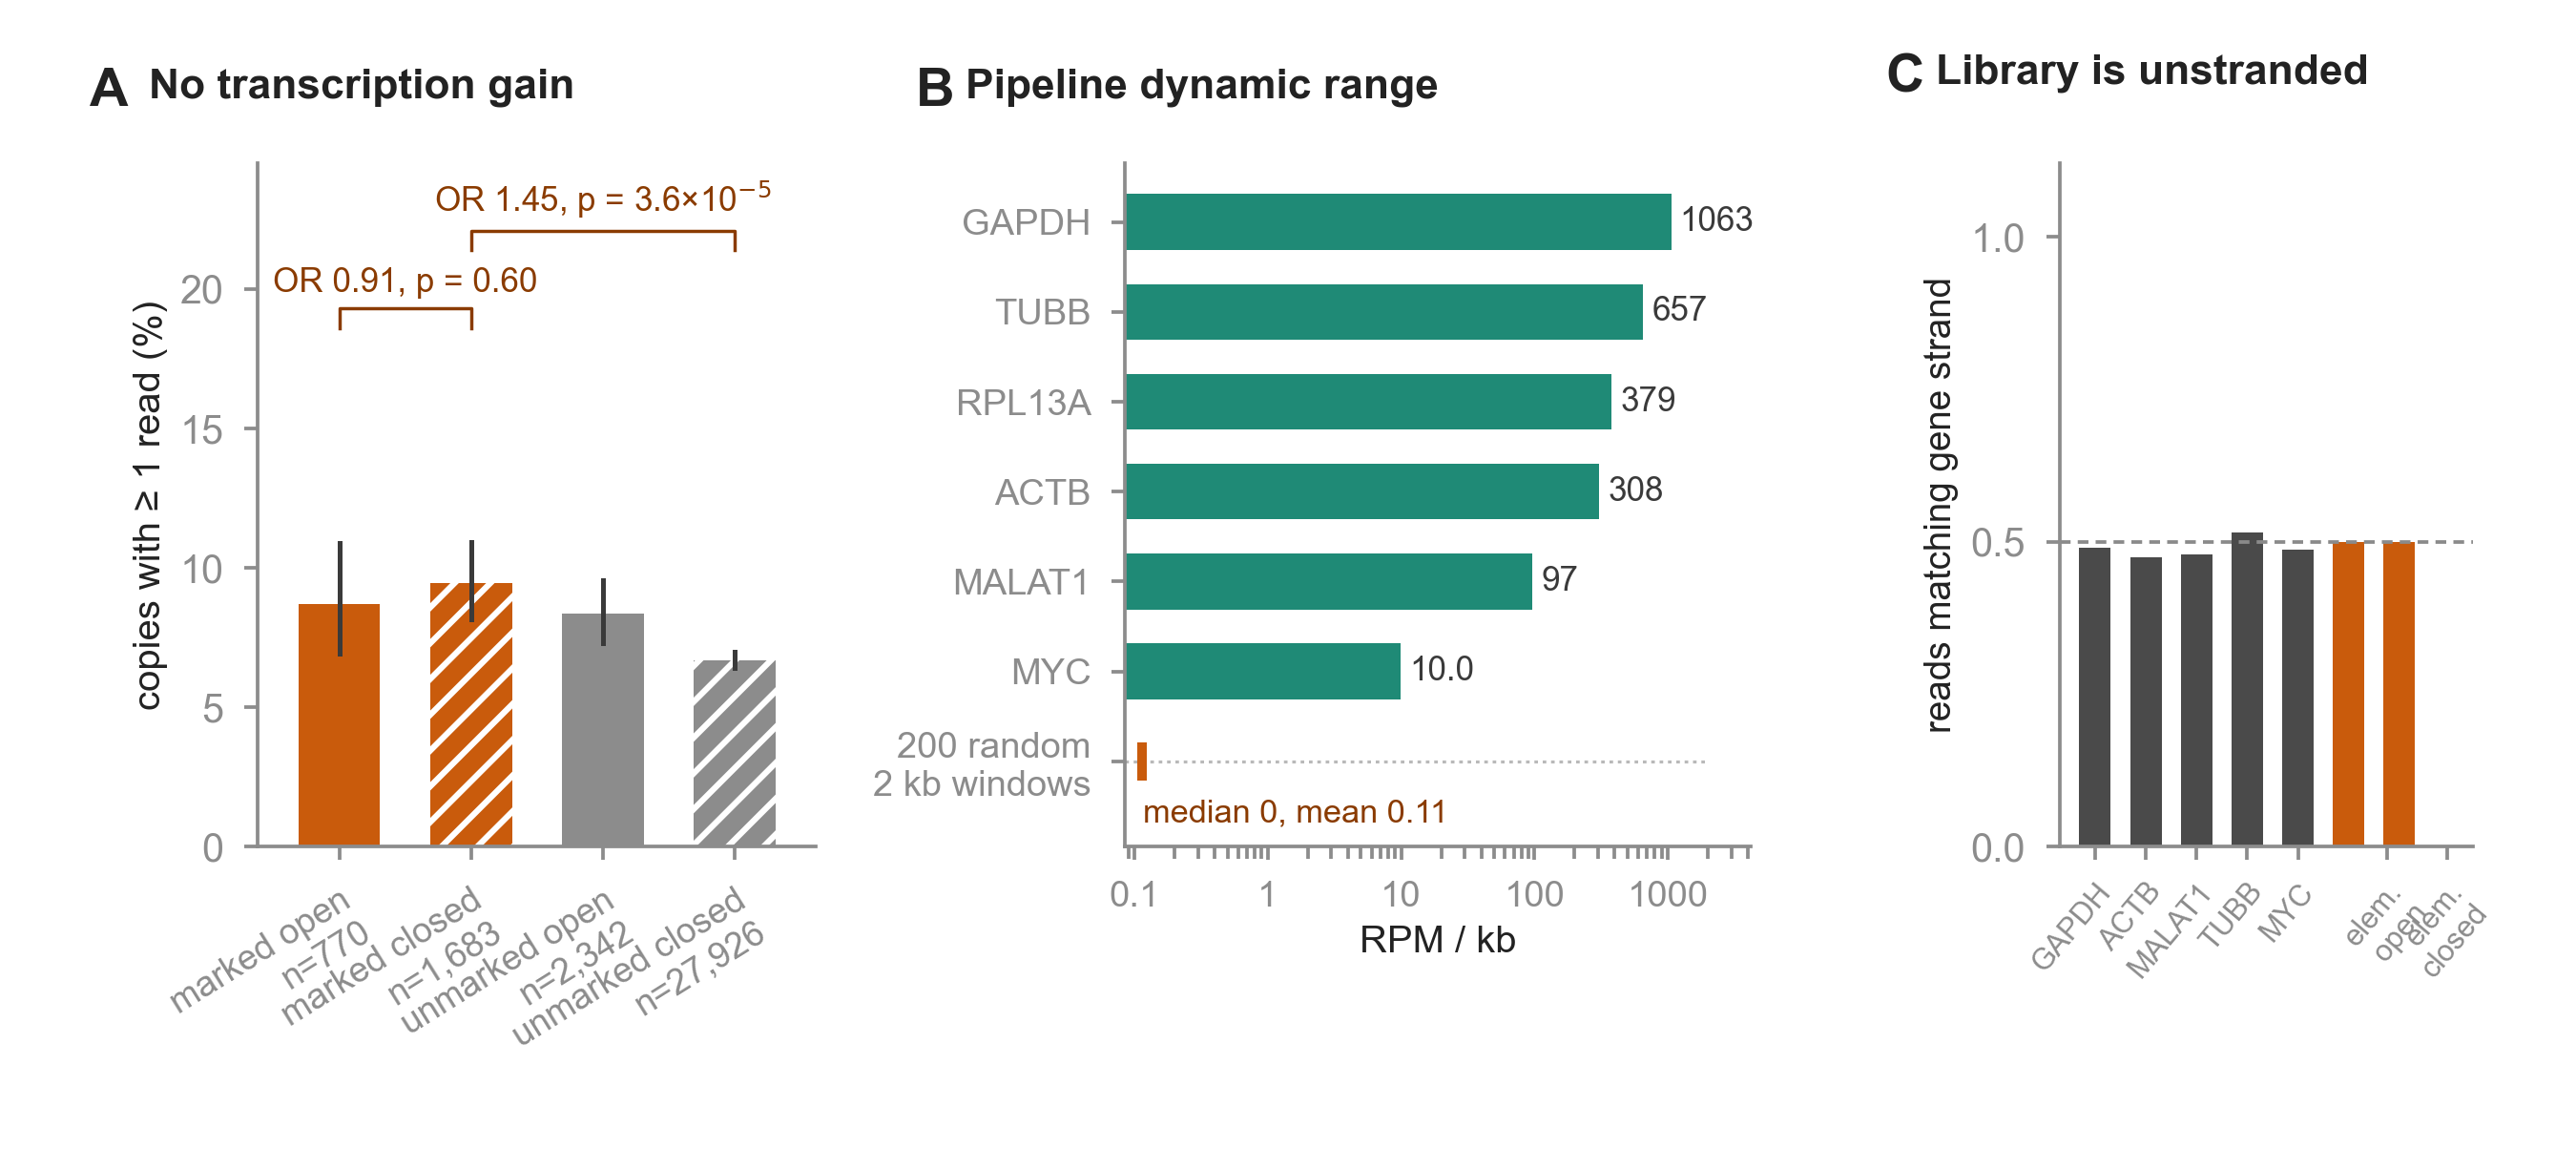 A No transcription gain
OR 1.45, p = 3.6×10⁻⁵
OR 0.91, p = 0.60
copies with ≥ 1 read (%)
20
15
10
5
0
marked open
n=770
marked closed
n=1,683
unmarked open
n=2,342
unmarked closed
n=27,926
B Pipeline dynamic range
GAPDH 1063
TUBB 657
RPL13A 379
ACTB 308
MALAT1 97
MYC 10.0
200 random
2 kb windows
median 0, mean 0.11
0.1 1 10 100 1000
RPM / kb
C Library is unstranded
reads matching gene strand
1.0
0.5
0.0
GAPDH
ACTB
MALAT1
TUBB
MYC
elem.
open
elem.
closed